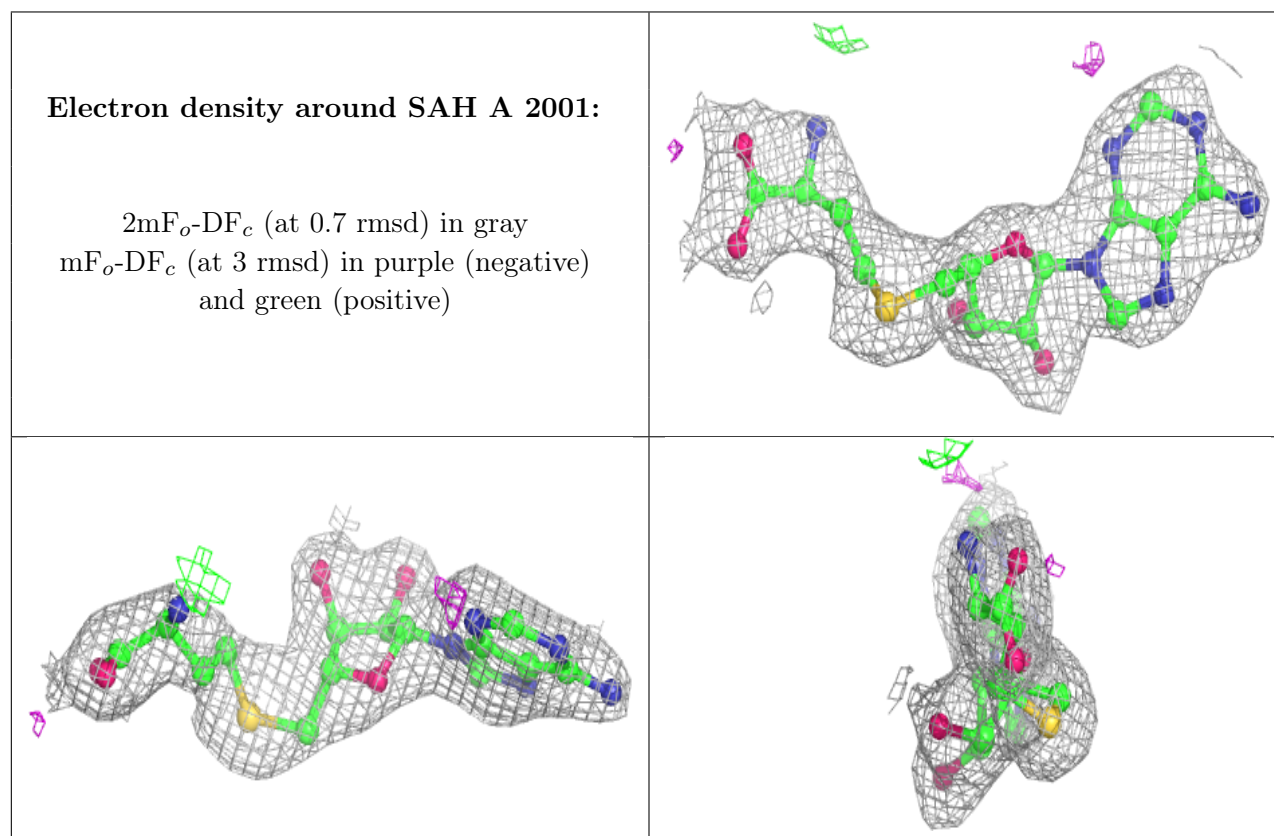 Electron density around SAH A 2001:
2mFₒ-DF𝒸 (at 0.7 rmsd) in gray
mFₒ-DF𝒸 (at 3 rmsd) in purple (negative)
and green (positive)